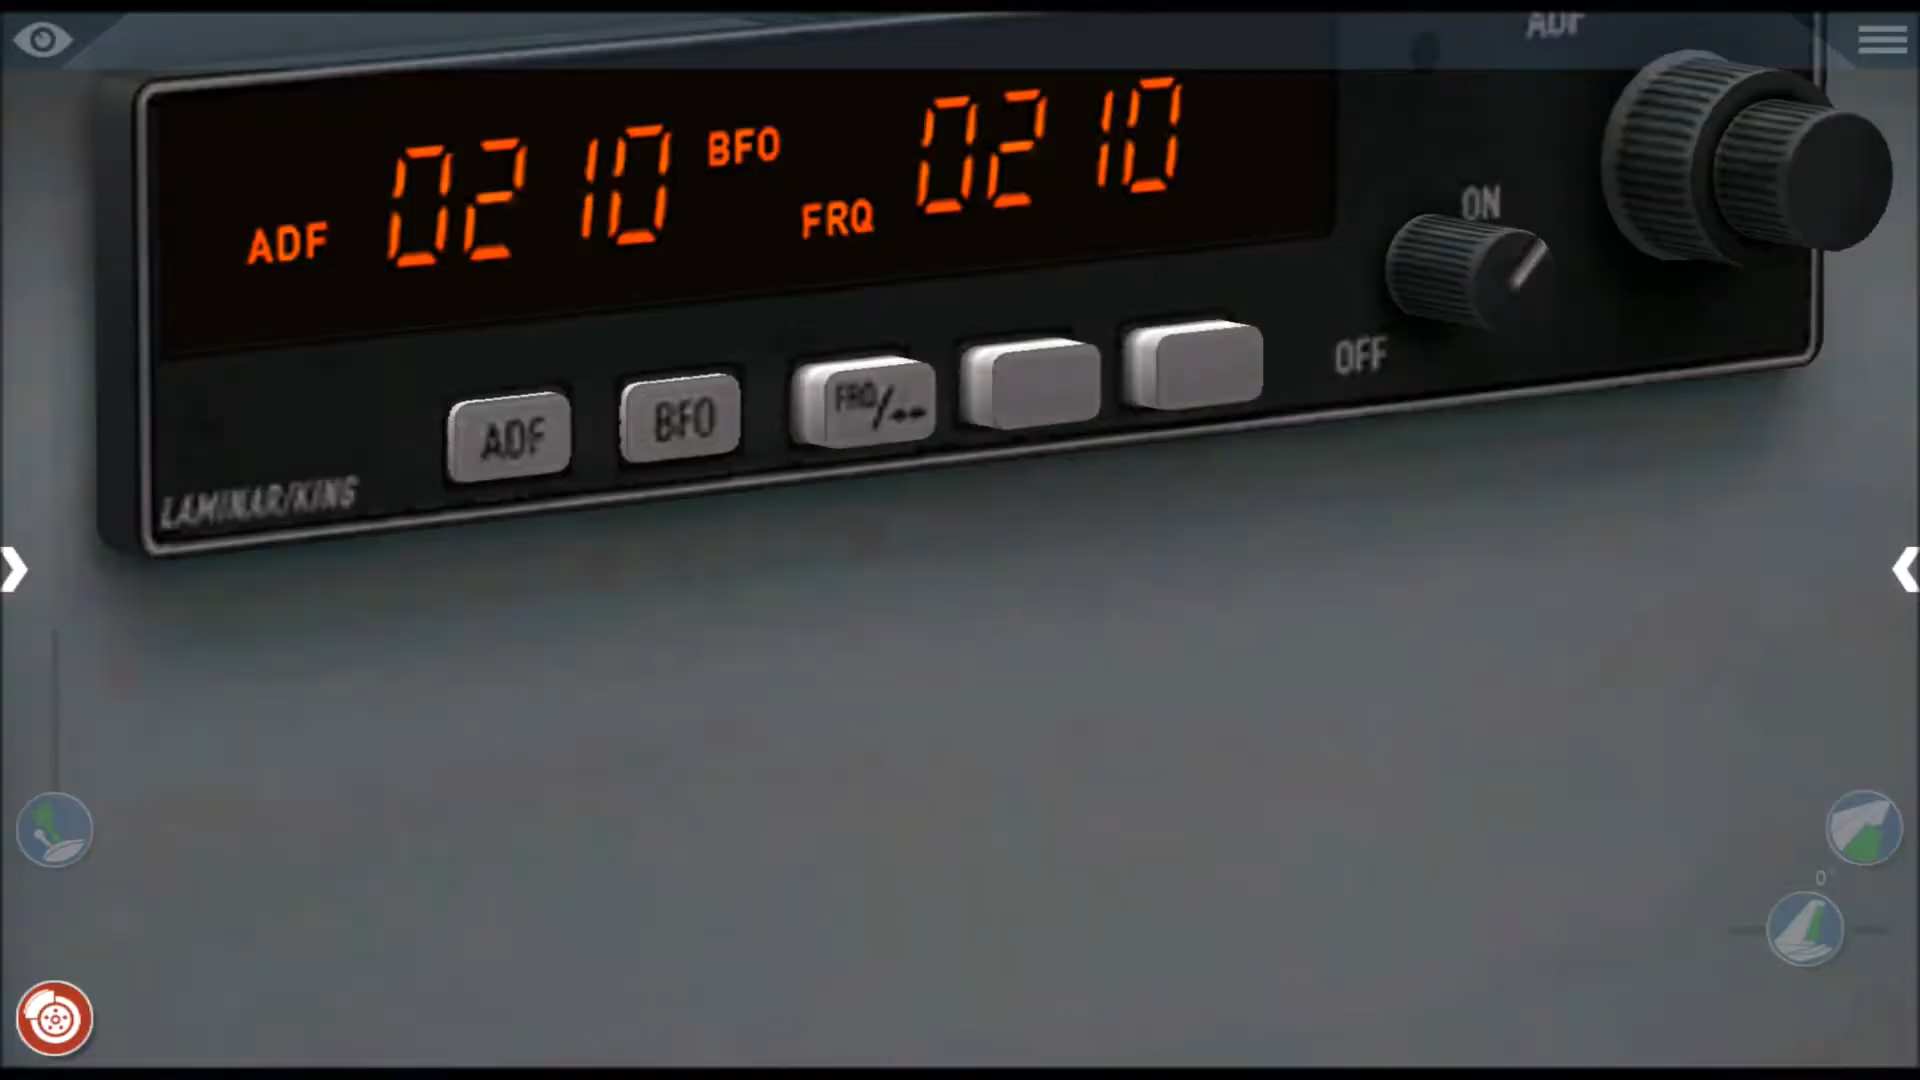 ADF
ADF 0210 BFO FRQ 0210
ON
OFF
ADF BFO FRQ/↔
LAMINAR/KING
0°